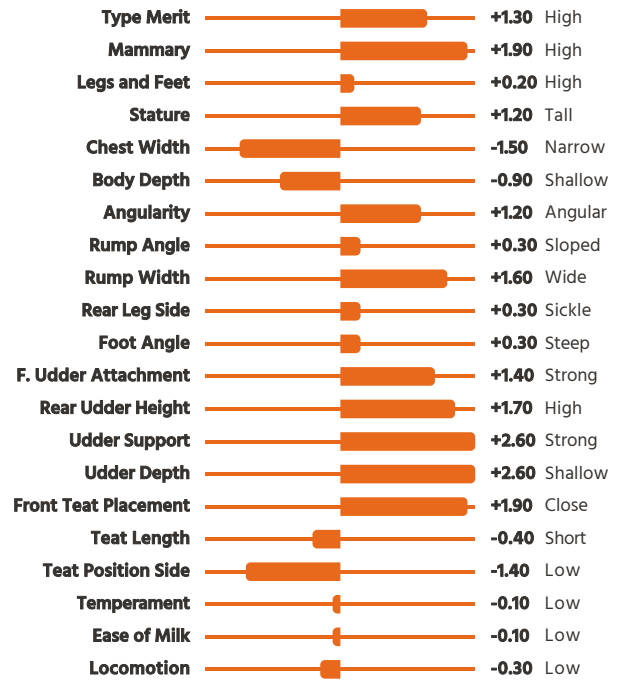 Type Merit +1.30 High
Mammary +1.90 High
Legs and Feet +0.20 High
Stature +1.20 Tall
Chest Width -1.50 Narrow
Body Depth -0.90 Shallow
Angularity +1.20 Angular
Rump Angle +0.30 Sloped
Rump Width +1.60 Wide
Rear Leg Side +0.30 Sickle
Foot Angle +0.30 Steep
F. Udder Attachment +1.40 Strong
Rear Udder Height +1.70 High
Udder Support +2.60 Strong
Udder Depth +2.60 Shallow
Front Teat Placement +1.90 Close
Teat Length -0.40 Short
Teat Position Side -1.40 Low
Temperament -0.10 Low
Ease of Milk -0.10 Low
Locomotion -0.30 Low